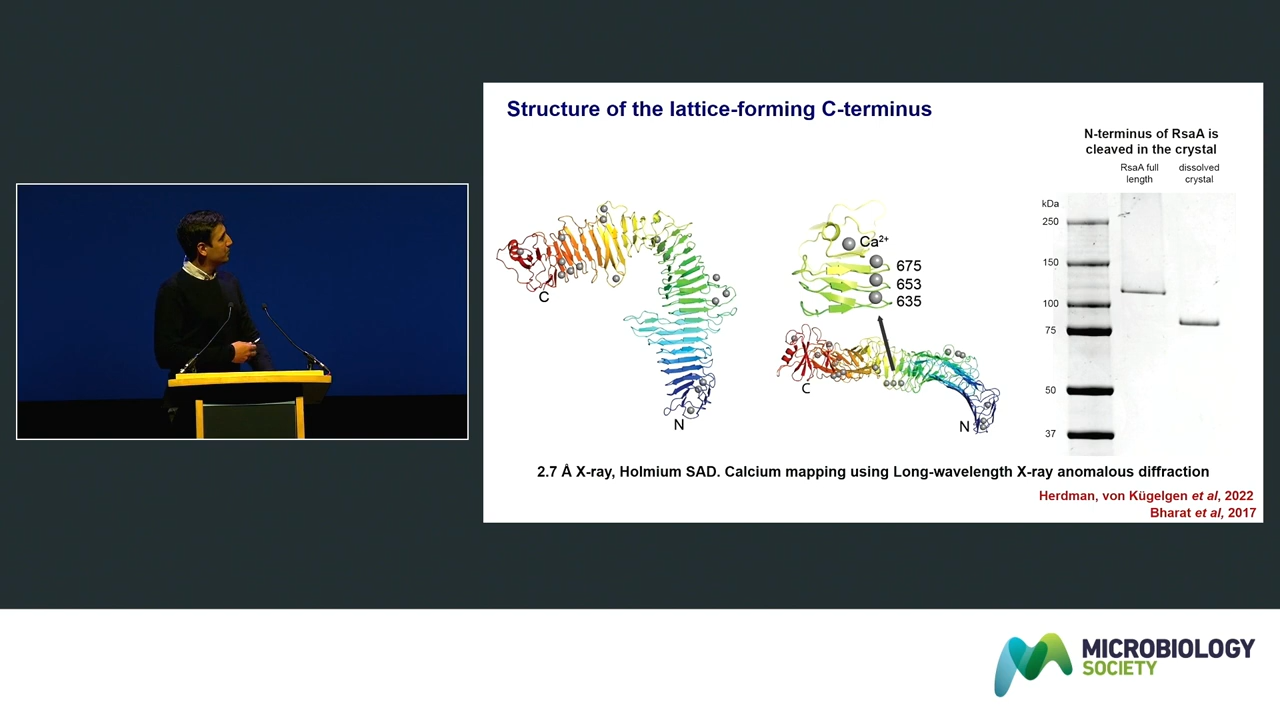 Structure of the lattice-forming C-terminus
N-terminus of RsaA is
cleaved in the crystal
RsaA full
length
dissolved
crystal
kDa
250
150
100
75
50
37
C
N
Ca²⁺
675
653
635
C
N
2.7 Å X-ray, Holmium SAD. Calcium mapping using Long-wavelength X-ray anomalous diffraction
Herdman, von Kügelgen et al, 2022
Bharat et al, 2017
MICROBIOLOGY
SOCIETY